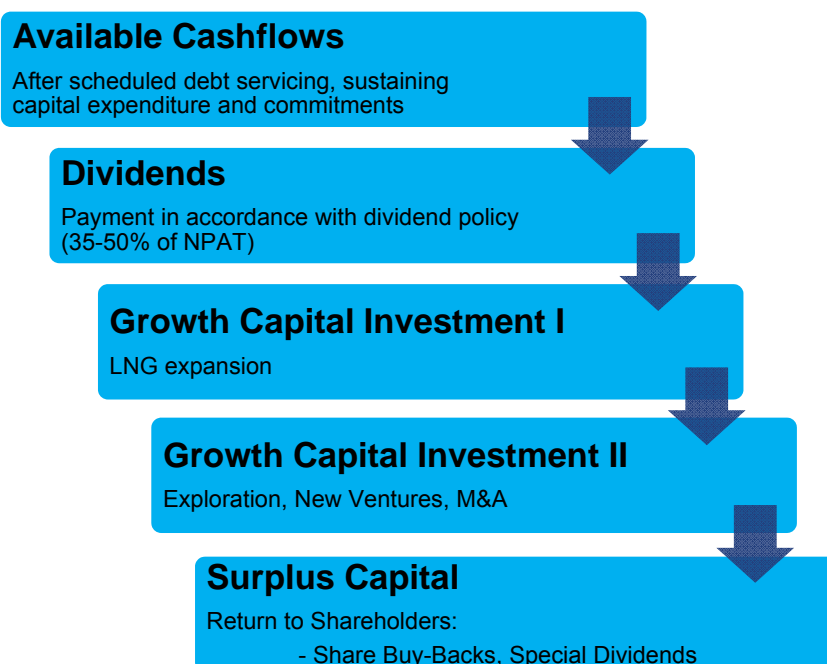 Available Cashflows
After scheduled debt servicing, sustaining
capital expenditure and commitments
Dividends
Payment in accordance with dividend policy
(35-50% of NPAT)
Growth Capital Investment I
LNG expansion
Growth Capital Investment II
Exploration, New Ventures, M&A
Surplus Capital
Return to Shareholders:
- Share Buy-Backs, Special Dividends